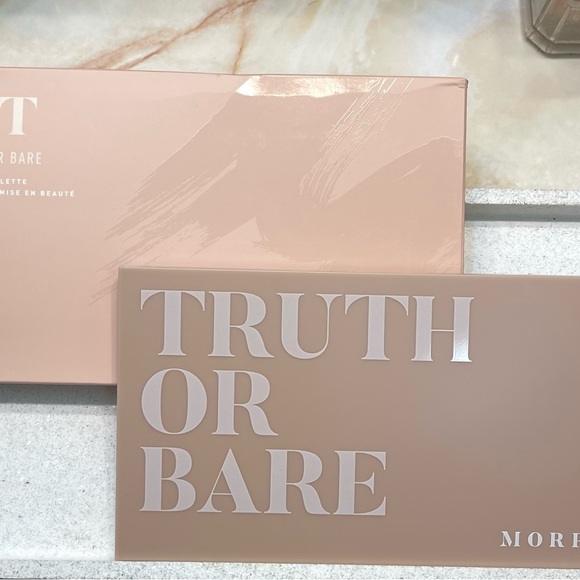 T
R BARE
LETTE
MISE EN BEAUTÉ
TRUTH
OR
BARE
MORP